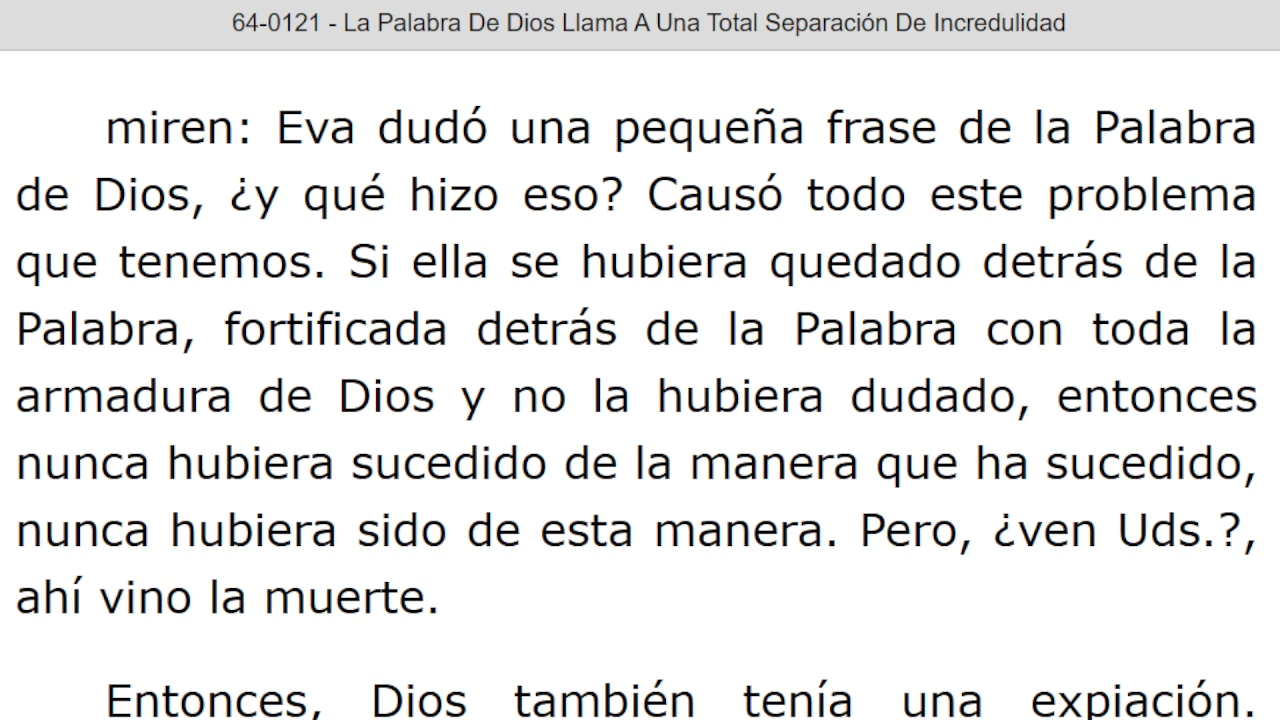 64-0121 - La Palabra De Dios Llama A Una Total Separación De Incredulidad
miren: Eva dudó una pequeña frase de la Palabra
de Dios, ¿y qué hizo eso? Causó todo este problema
que tenemos. Si ella se hubiera quedado detrás de la
Palabra, fortificada detrás de la Palabra con toda la
armadura de Dios y no la hubiera dudado, entonces
nunca hubiera sucedido de la manera que ha sucedido,
nunca hubiera sido de esta manera. Pero, ¿ven Uds.?,
ahí vino la muerte.
Entonces, Dios también tenía una expiación.